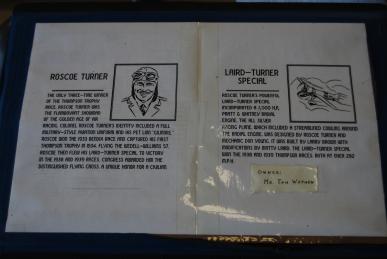 ROSCOE TURNER
THE ONLY THREE-TIME WINNER
OF THE THOMPSON TROPHY
RACE, ROSCOE TURNER WAS
THE FLAMBOYANT SHOWMAN
OF THE GOLDEN AGE OF AIR
RACING. COLONEL ROSCOE TURNER'S IDENTITY INCLUDED A FULL
MILITARY-STYLE AVIATION UNIFORM AND HIS PET LION "GILMORE."
ROSCOE WON THE 1933 BENDIX RACE AND CAPTURED HIS FIRST
THOMPSON TROPHY IN 1934, FLYING THE WEDELL-WILLIAMS 57.
ROSCOE THEN FLEW HIS LAIRD-TURNER SPECIAL TO VICTORY
IN THE 1938 AND 1939 RACES. CONGRESS AWARDED HIM THE
DISTINGUISHED FLYING CROSS, A UNIQUE HONOR FOR A CIVILIAN.
LAIRD-TURNER
SPECIAL
ROSCOE TURNER'S POWERFUL
LAIRD-TURNER SPECIAL
INCORPORATED A 1,000 H.P.
PRATT & WHITNEY RADIAL
ENGINE. THE ALL SILVER
RACING PLANE, WHICH INCLUDED A STREAMLINED COWLING AROUND
THE RADIAL ENGINE, WAS DESIGNED BY ROSCOE TURNER AND
MECHANIC DON YOUNG. IT WAS BUILT BY LARRY BROWN WITH
MODIFICATIONS BY MATTY LAIRD. THE LAIRD-TURNER SPECIAL
WON THE 1938 AND 1939 THOMPSON RACES, WITH AT OVER 282
M.P.H.
OWNER:
MR. TOM